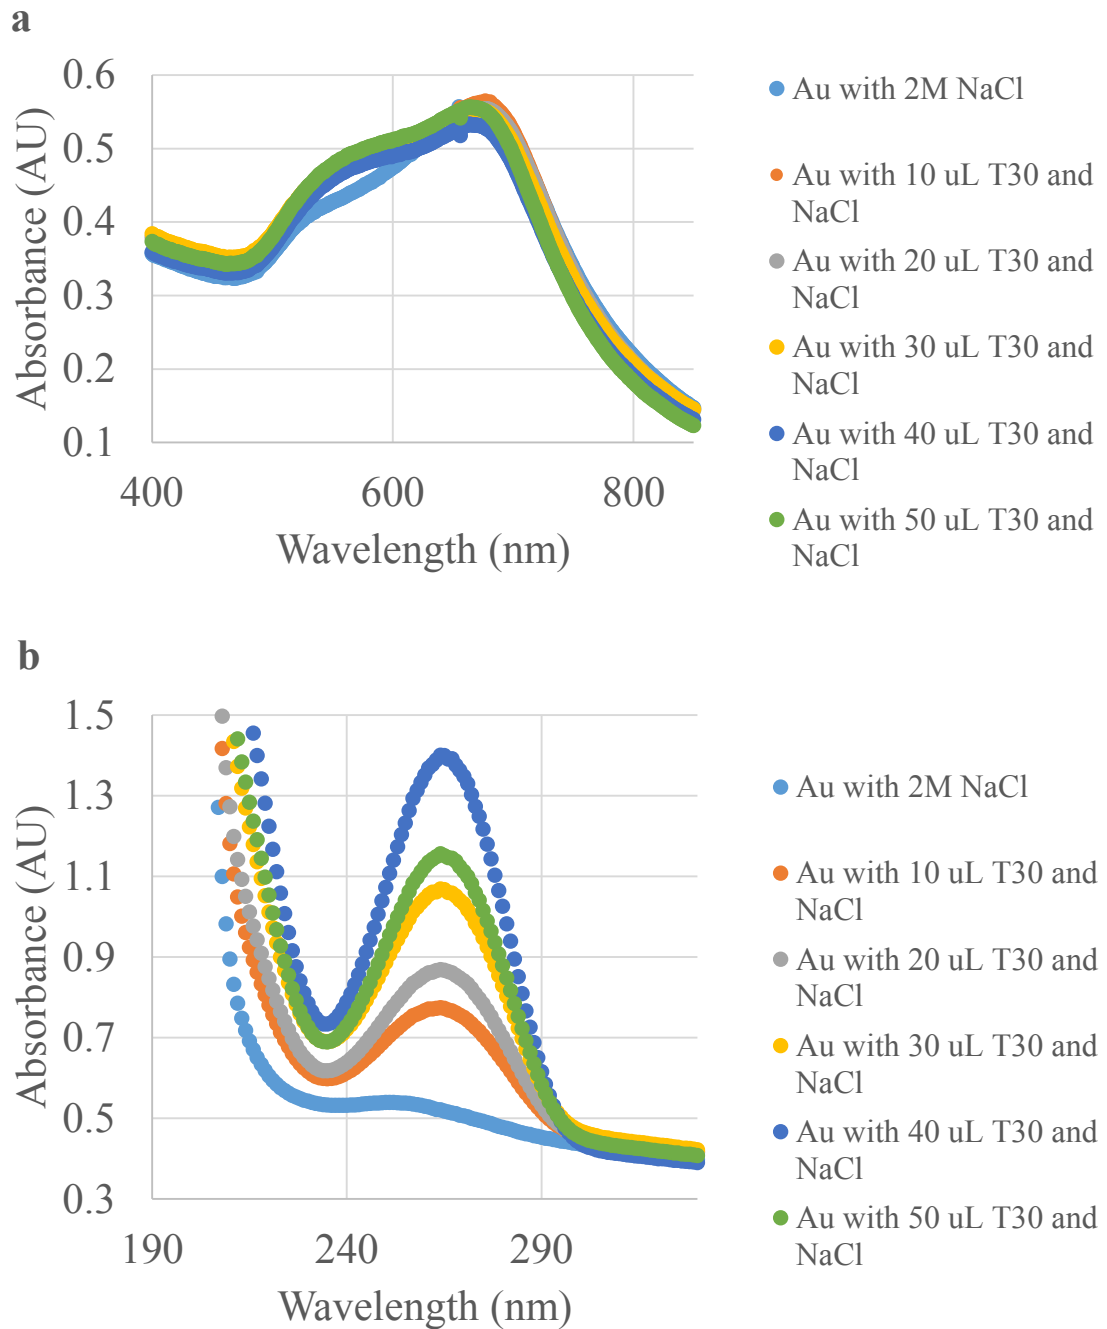 a
0.6
0.5
0.4
0.3
0.2
0.1
400
600
800
Absorbance (AU)
Wavelength (nm)
Au with 2M NaCl
Au with 10 uL T30 and
NaCl
Au with 20 uL T30 and
NaCl
Au with 30 uL T30 and
NaCl
Au with 40 uL T30 and
NaCl
Au with 50 uL T30 and
NaCl
b
1.5
1.3
1.1
0.9
0.7
0.5
0.3
190
240
290
Absorbance (AU)
Wavelength (nm)
Au with 2M NaCl
Au with 10 uL T30 and
NaCl
Au with 20 uL T30 and
NaCl
Au with 30 uL T30 and
NaCl
Au with 40 uL T30 and
NaCl
Au with 50 uL T30 and
NaCl